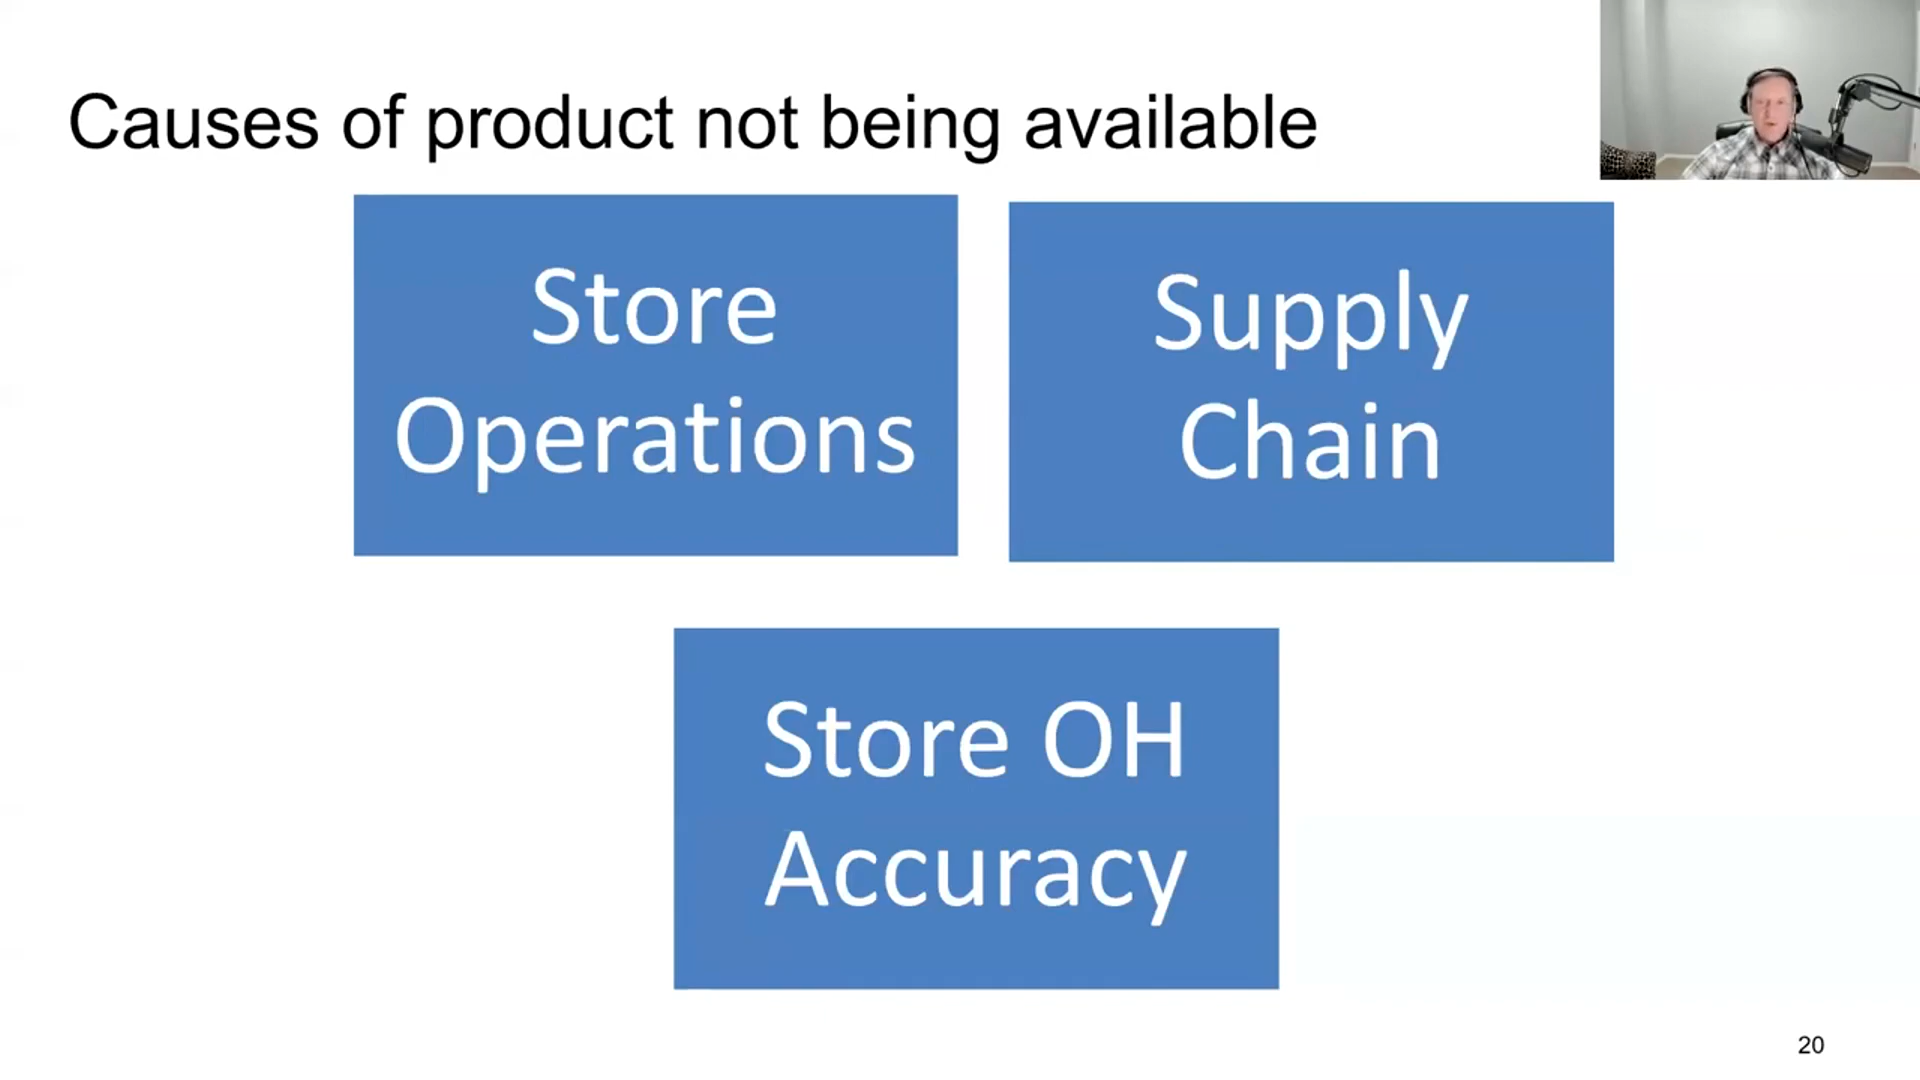 Causes of product not being available
Store
Operations
Supply
Chain
Store OH
Accuracy
20